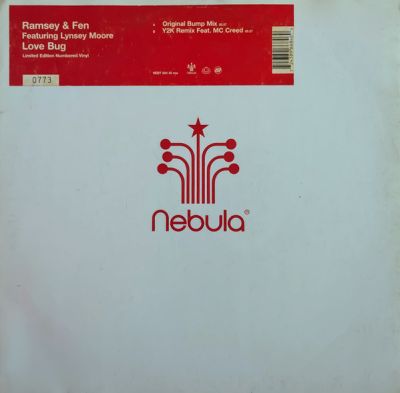 Ramsey & Fen
Featuring Lynsey Moore
Love Bug
Limited Edition Numbered Vinyl
0773
Original Bump Mix
Y2K Remix Feat. MC Creed
nebula®